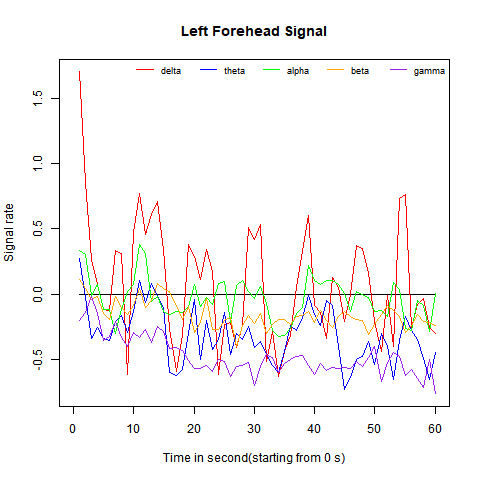 Left Forehead Signal
delta theta alpha beta gamma
Signal rate
1.5
1.0
0.5
0.0
-0.5
0 10 20 30 40 50 60
Time in second(starting from 0 s)